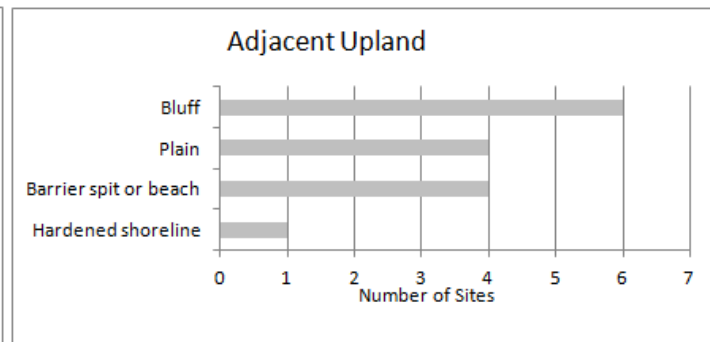 Adjacent Upland
Bluff
Plain
Barrier spit or beach
Hardened shoreline
0 1 2 3 4 5 6 7
Number of Sites